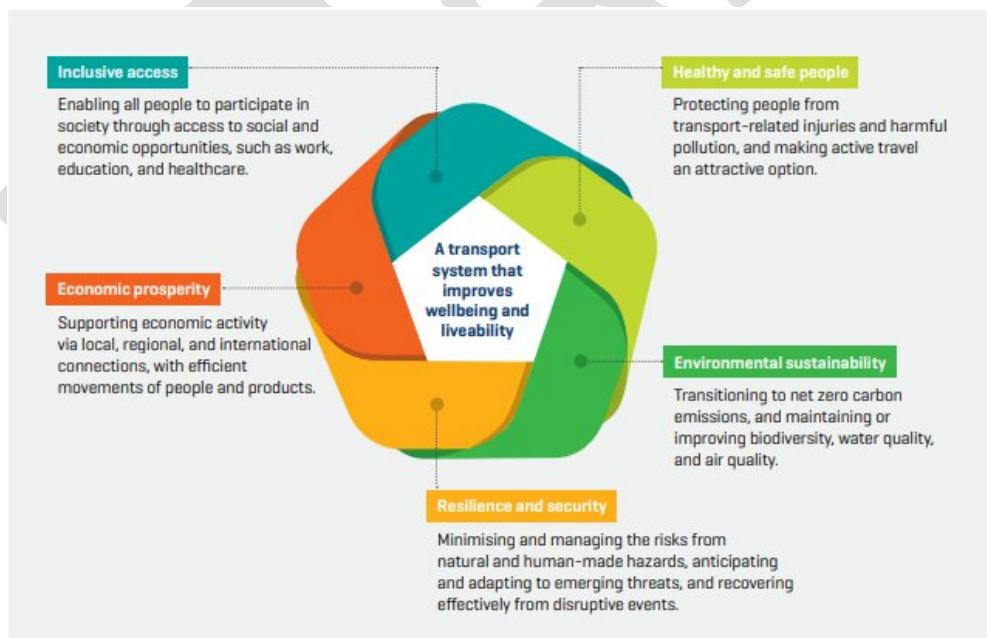 Inclusive access
Enabling all people to participate in
society through access to social and
economic opportunities, such as work,
education, and healthcare.
Healthy and safe people
Protecting people from
transport-related injuries and harmful
pollution, and making active travel
an attractive option.
A transport
system that
improves
wellbeing and
liveability
Economic prosperity
Supporting economic activity
via local, regional, and international
connections, with efficient
movements of people and products.
Environmental sustainability
Transitioning to net zero carbon
emissions, and maintaining or
improving biodiversity, water quality,
and air quality.
Resilience and security
Minimising and managing the risks from
natural and human-made hazards, anticipating
and adapting to emerging threats, and recovering
effectively from disruptive events.